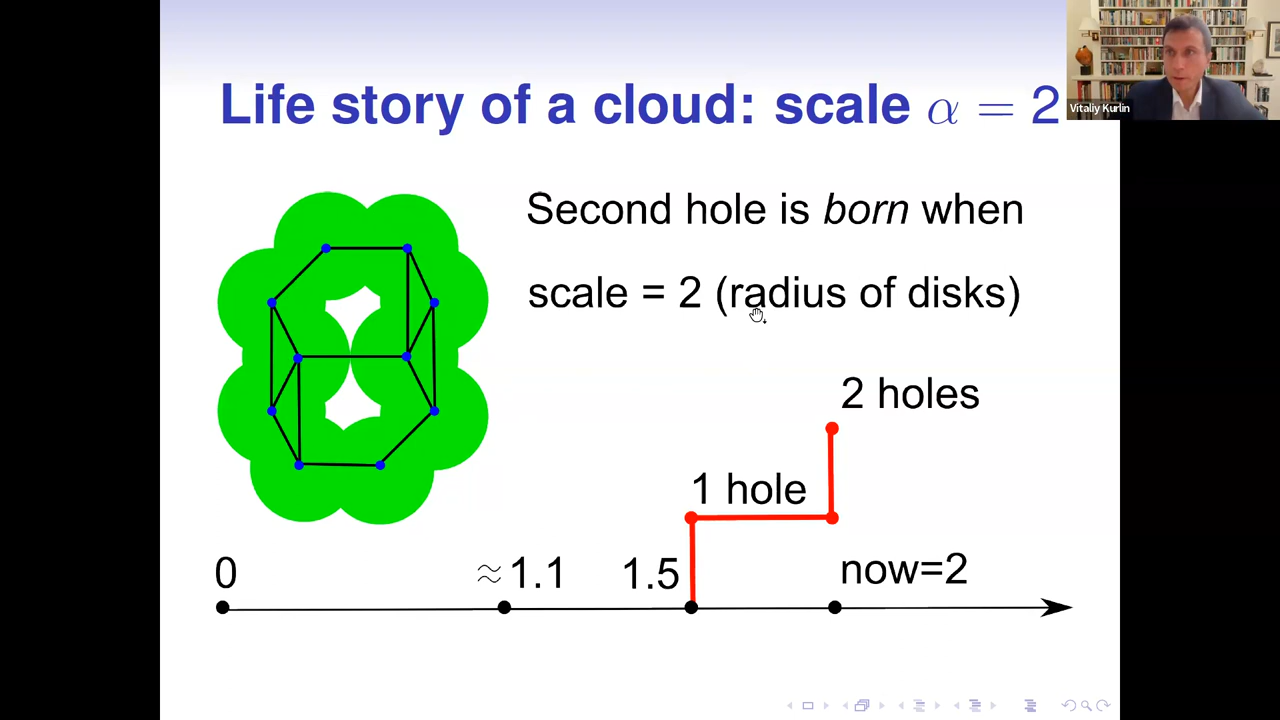 Life story of a cloud: scale α = 2
Vitaliy Kurlin
Second hole is born when
scale = 2 (radius of disks)
2 holes
1 hole
0
≈1.1
1.5
now=2